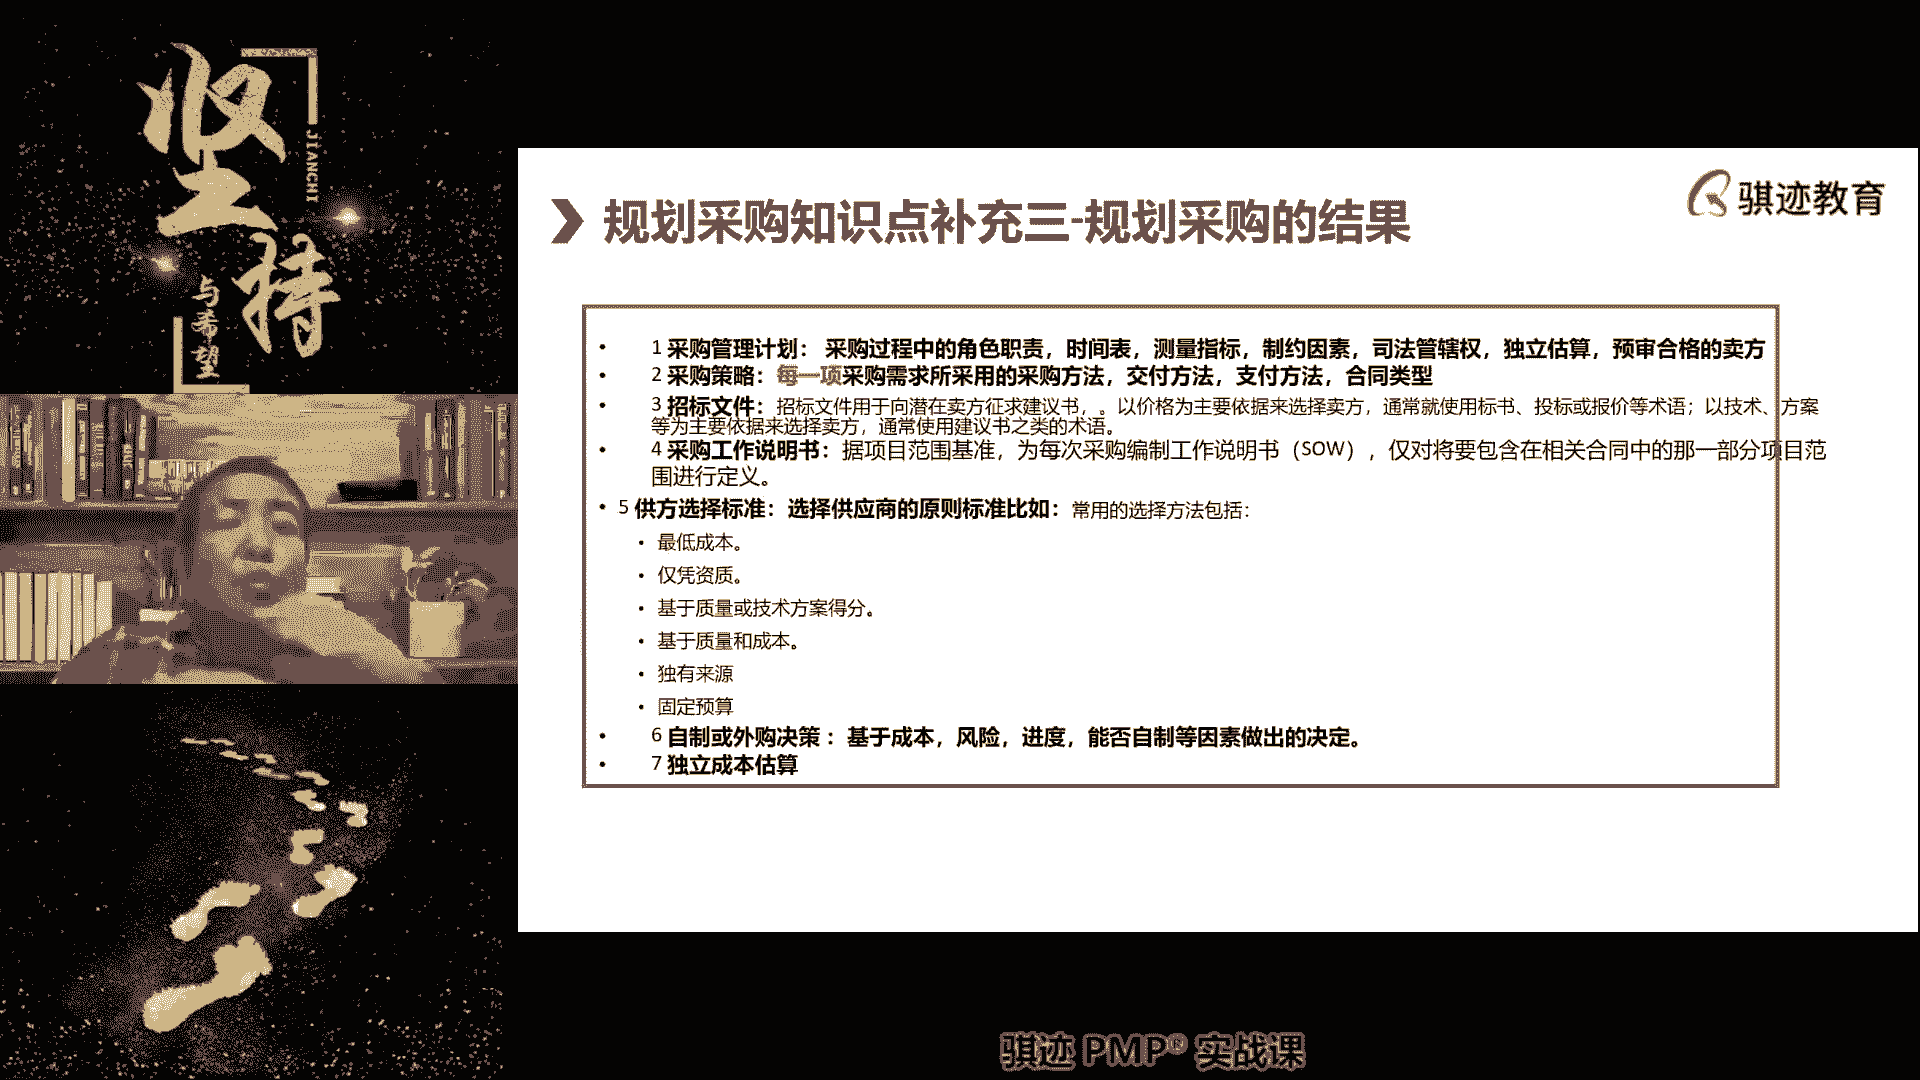 坚
持
JIANCHI
与希望
骐迹教育
规划采购知识点补充三-规划采购的结果
• 1 采购管理计划： 采购过程中的角色职责，时间表，测量指标，制约因素，司法管辖权，独立估算，预审合格的卖方
• 2 采购策略：每一项采购需求所采用的采购方法，交付方法，支付方法，合同类型
• 3 招标文件：招标文件用于向潜在卖方征求建议书，。以价格为主要依据来选择卖方，通常就使用标书、投标或报价等术语；以技术、方案
等为主要依据来选择卖方，通常使用建议书之类的术语。
• 4 采购工作说明书：据项目范围基准，为每次采购编制工作说明书（SOW），仅对将要包含在相关合同中的那一部分项目范
围进行定义。
• 5 供方选择标准：选择供应商的原则标准比如：常用的选择方法包括：
• 最低成本。
• 仅凭资质。
• 基于质量或技术方案得分。
• 基于质量和成本。
• 独有来源
• 固定预算
• 6 自制或外购决策 ：基于成本，风险，进度，能否自制等因素做出的决定。
• 7 独立成本估算
骐迹 PMP® 实战课